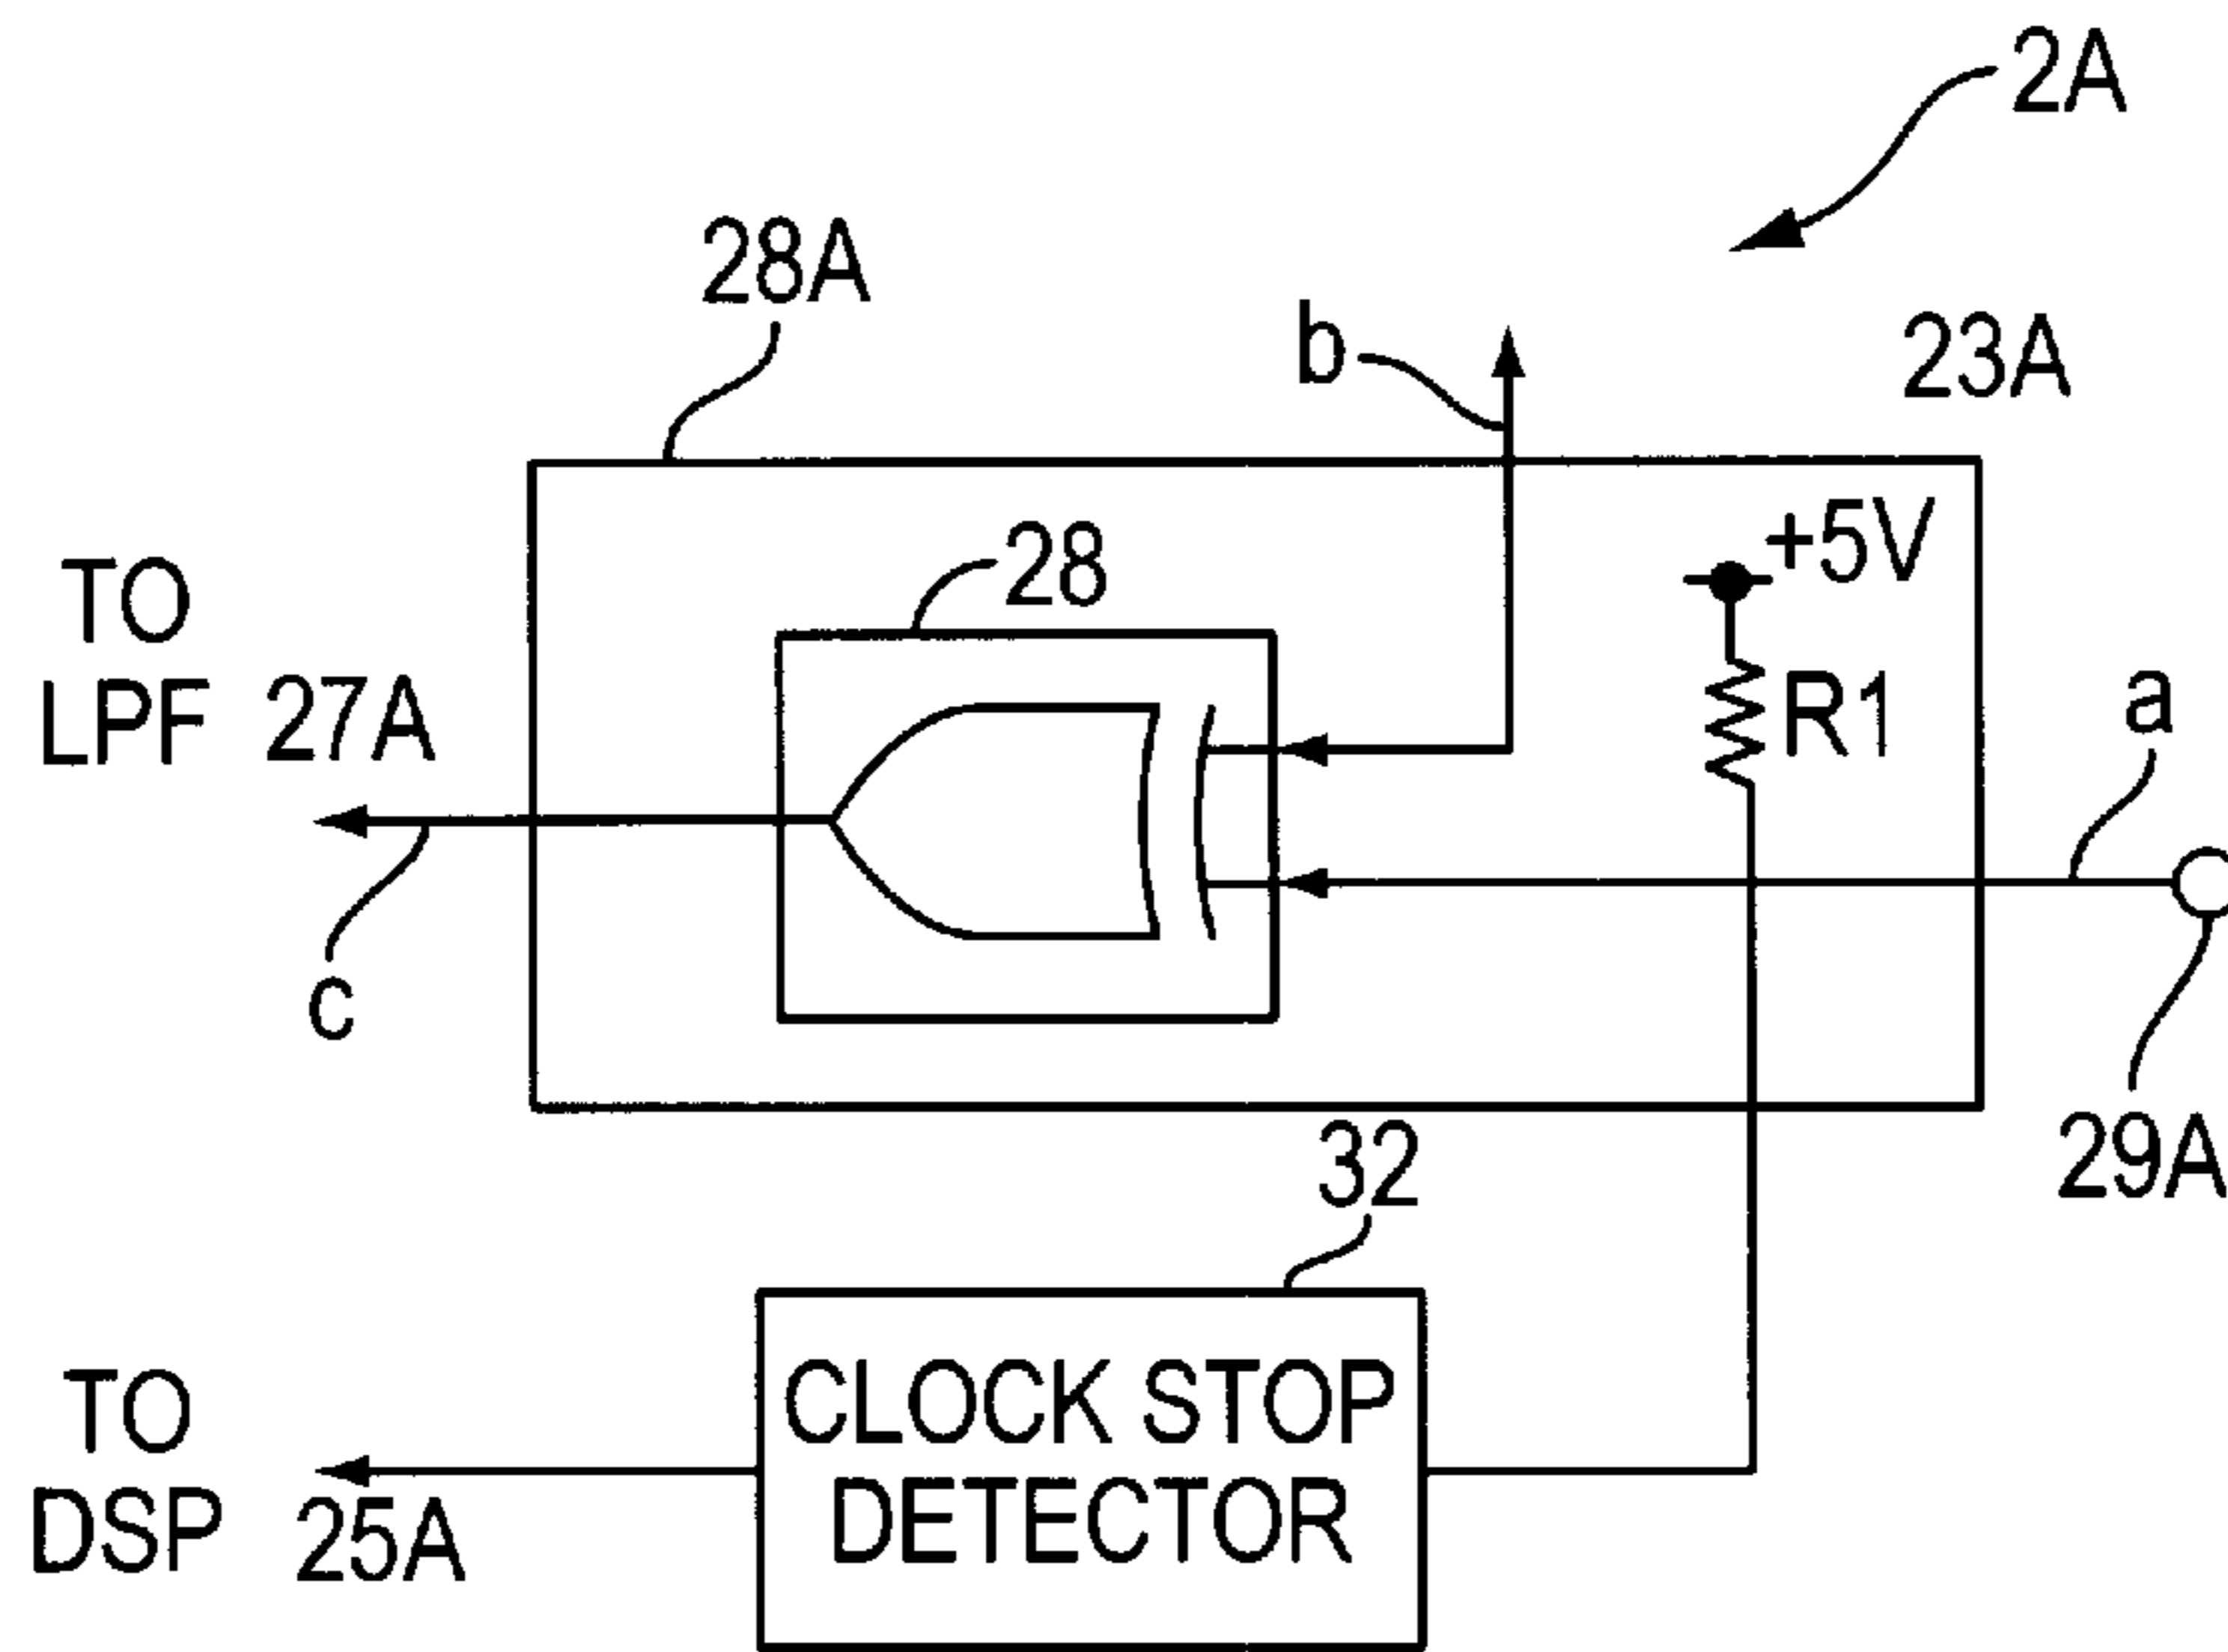 2A
28A
b
23A
28
+5V
TO
LPF 27A
R1
a
c
32
29A
CLOCK STOP
DETECTOR
TO
DSP 25A